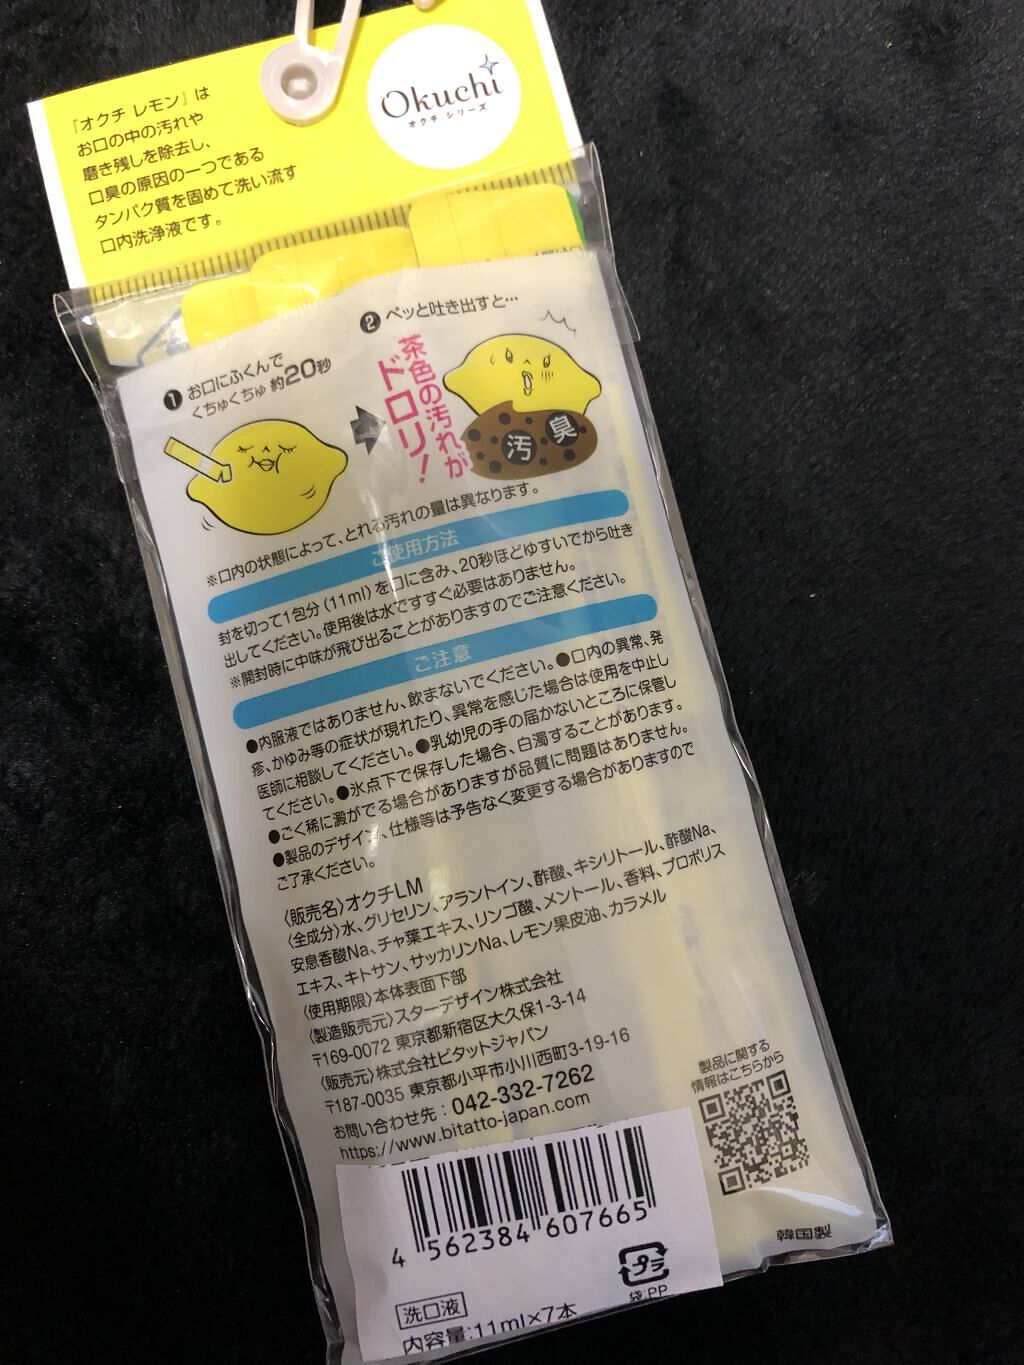 『オクチ レモン』は
お口の中の汚れや
磨き残しを除去し、
口臭の原因の一つである
タンパク質を固めて洗い流す
口内洗浄液です。
Okuchi
オクチ シリーズ
❶ お口にふくんで
くちゅくちゅ 約20秒
❷ ペッと吐き出すと…
茶色の汚れが
ドロリ!
汚 臭
※口内の状態によって、とれる汚れの量は異なります。
ご使用方法
封を切って1包分(11ml)を口に含み、20秒ほどゆすいでから吐き
出してください。使用後は水ですすぐ必要はありません。
※開封時に中味が飛び出ることがありますのでご注意ください。
ご注意
●内服液ではありません、飲まないでください。●口内の異常、発
疹、かゆみ等の症状が現れたり、異常を感じた場合は使用を中止し
医師に相談してください。●乳幼児の手の届かないところに保管し
てください。●氷点下で保存した場合、白濁することがあります。
●ごく稀に澱がでる場合がありますが品質に問題はありません。
●製品のデザイン、仕様等は予告なく変更する場合がありますので
ご了承ください。
〈販売名〉オクチLM
〈全成分〉水、グリセリン、アラントイン、酢酸、キシリトール、酢酸Na、
安息香酸Na、チャ葉エキス、リンゴ酸、メントール、香料、プロポリス
エキス、キトサン、サッカリンNa、レモン果皮油、カラメル
〈使用期限〉本体表面下部
〈製造販売元〉スターデザイン株式会社
〒169-0072 東京都新宿区大久保1-3-14
〈販売元〉株式会社ビタットジャパン
〒187-0035 東京都小平市小川西町3-19-16
お問い合わせ先：042-332-7262
https://www.bitatto-japan.com
製品に関する
情報はこちらから
4 562384 607665
韓国製
プラ
袋:PP
洗口液
内容量:11ml×7本